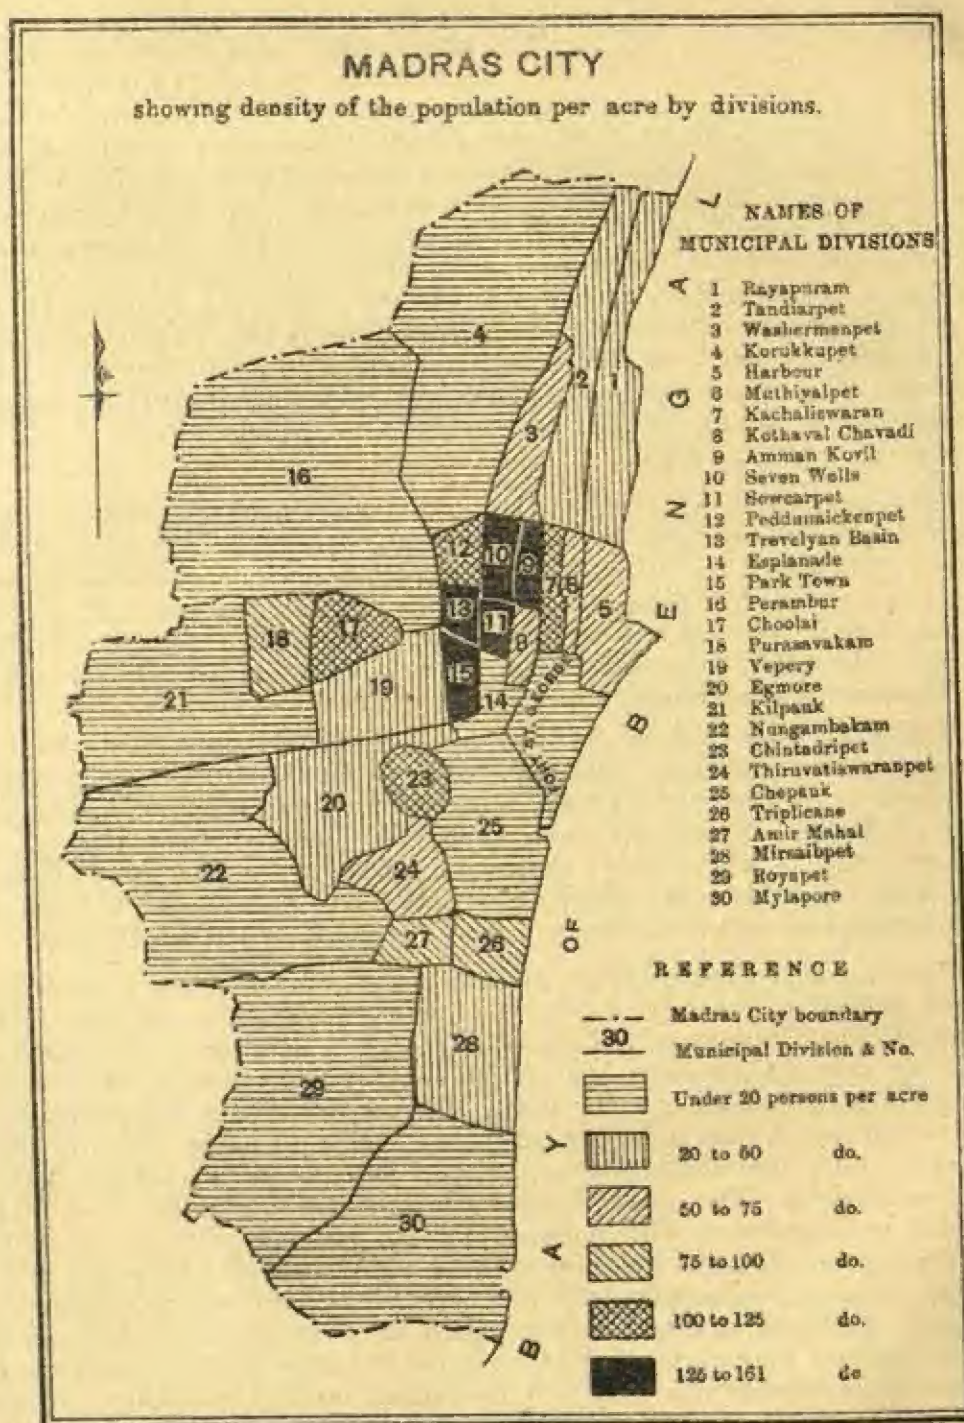 MADRAS CITY
showing density of the population per acre by divisions.
NAMES OF
MUNICIPAL DIVISIONS
1 Rayapuram
2 Tandiarpet
3 Washermenpet
4 Korukkupet
5 Harbour
6 Muthiyalpet
7 Kachaliswaran
8 Kothaval Chavadi
9 Amman Kovil
10 Seven Wells
11 Sowcarpet
12 Peddunaickenpet
13 Trevelyan Basin
14 Esplanade
15 Park Town
16 Perambur
17 Choolai
18 Purasavakam
19 Vepery
20 Egmore
21 Kilpauk
22 Nungambakam
23 Chintadripet
24 Thiruvatiswaranpet
25 Chepauk
26 Triplicane
27 Amir Mahal
28 Mirsaibpet
29 Royapet
30 Mylapore
BAY OF BENGAL
FORT ST. GEORGE
4
3
2
1
16
12
10
9
7
6
5
13
11
8
15
14
18
17
19
21
20
23
25
22
24
27
26
28
29
30
REFERENCE
Madras City boundary
30 Municipal Division & No.
Under 20 persons per acre
20 to 50 do.
50 to 75 do.
75 to 100 do.
100 to 125 do.
125 to 161 do